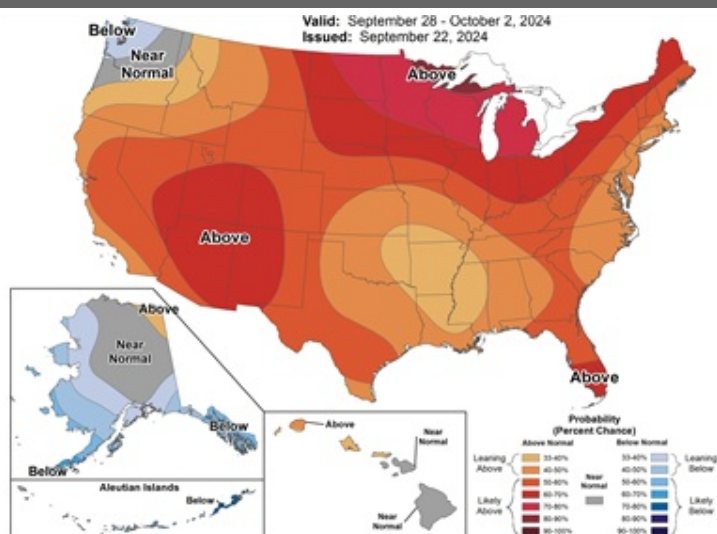 Valid: September 28 - October 2, 2024
Issued: September 22, 2024
Below
Near
Normal
Above
Above
Above
Above
Near
Normal
Below
Below
Aleutian Islands
Below
Above
Near
Normal
Near
Normal
Probability
(Percent Chance)
Above Normal
Below Normal
Leaning
Above
Likely
Above
33-40%
40-50%
50-60%
60-70%
70-80%
80-90%
90-100%
Near
Normal
33-40%
40-50%
50-60%
60-70%
70-80%
80-90%
90-100%
Leaning
Below
Likely
Below